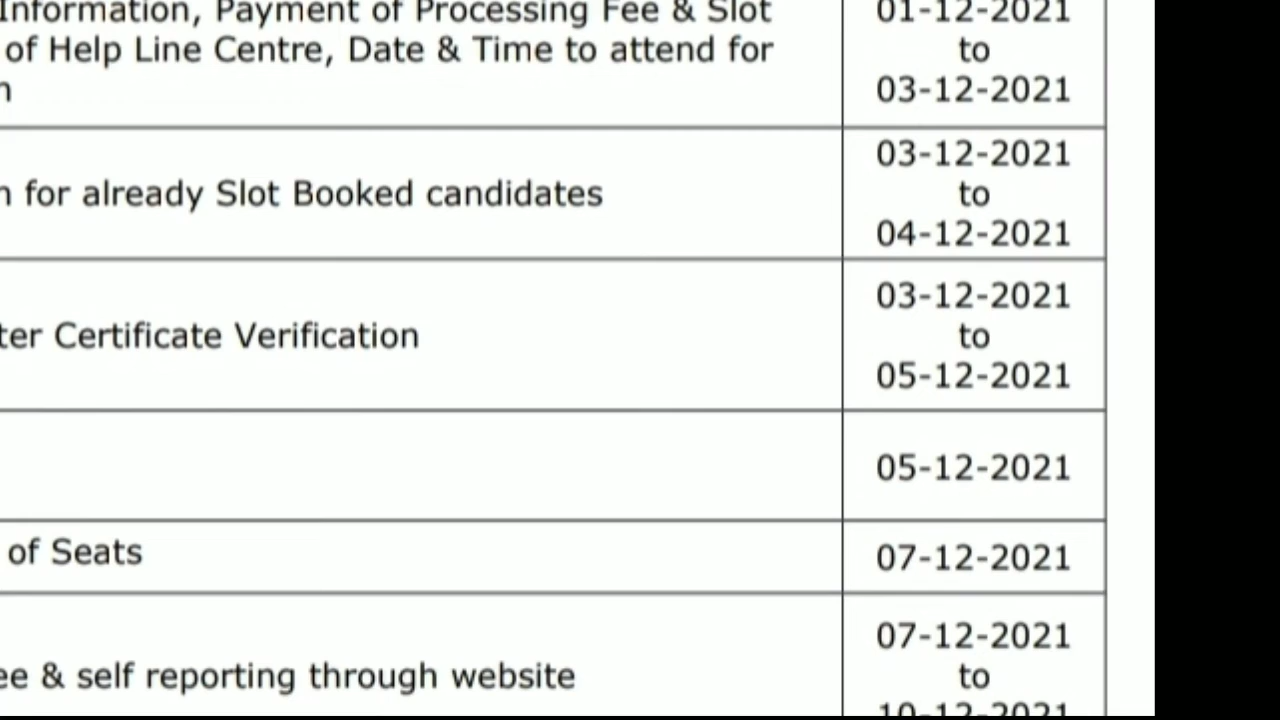 Information, Payment of Processing Fee & Slot
of Help Line Centre, Date & Time to attend for
n
01-12-2021
to
03-12-2021
n for already Slot Booked candidates
03-12-2021
to
04-12-2021
ter Certificate Verification
03-12-2021
to
05-12-2021
05-12-2021
of Seats
07-12-2021
ee & self reporting through website
07-12-2021
to
10-12-2021